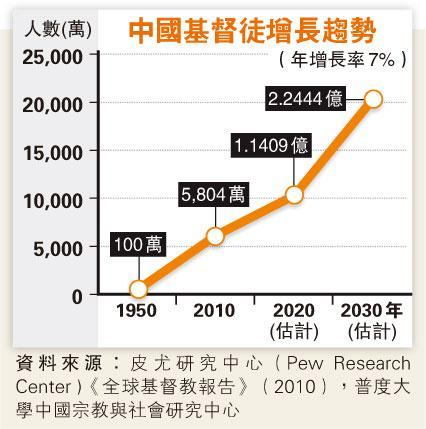 中國基督徒增長趨勢
人數(萬)
（年增長率7%）
25,000
20,000
15,000
10,000
5,000
0
2.2444億
1.1409億
5,804萬
100萬
1950 2010 2020 2030年
(估計) (估計)
資料來源：皮尤研究中心（Pew Research
Center)《全球基督教報告》（2010），普度大
學中國宗教與社會研究中心